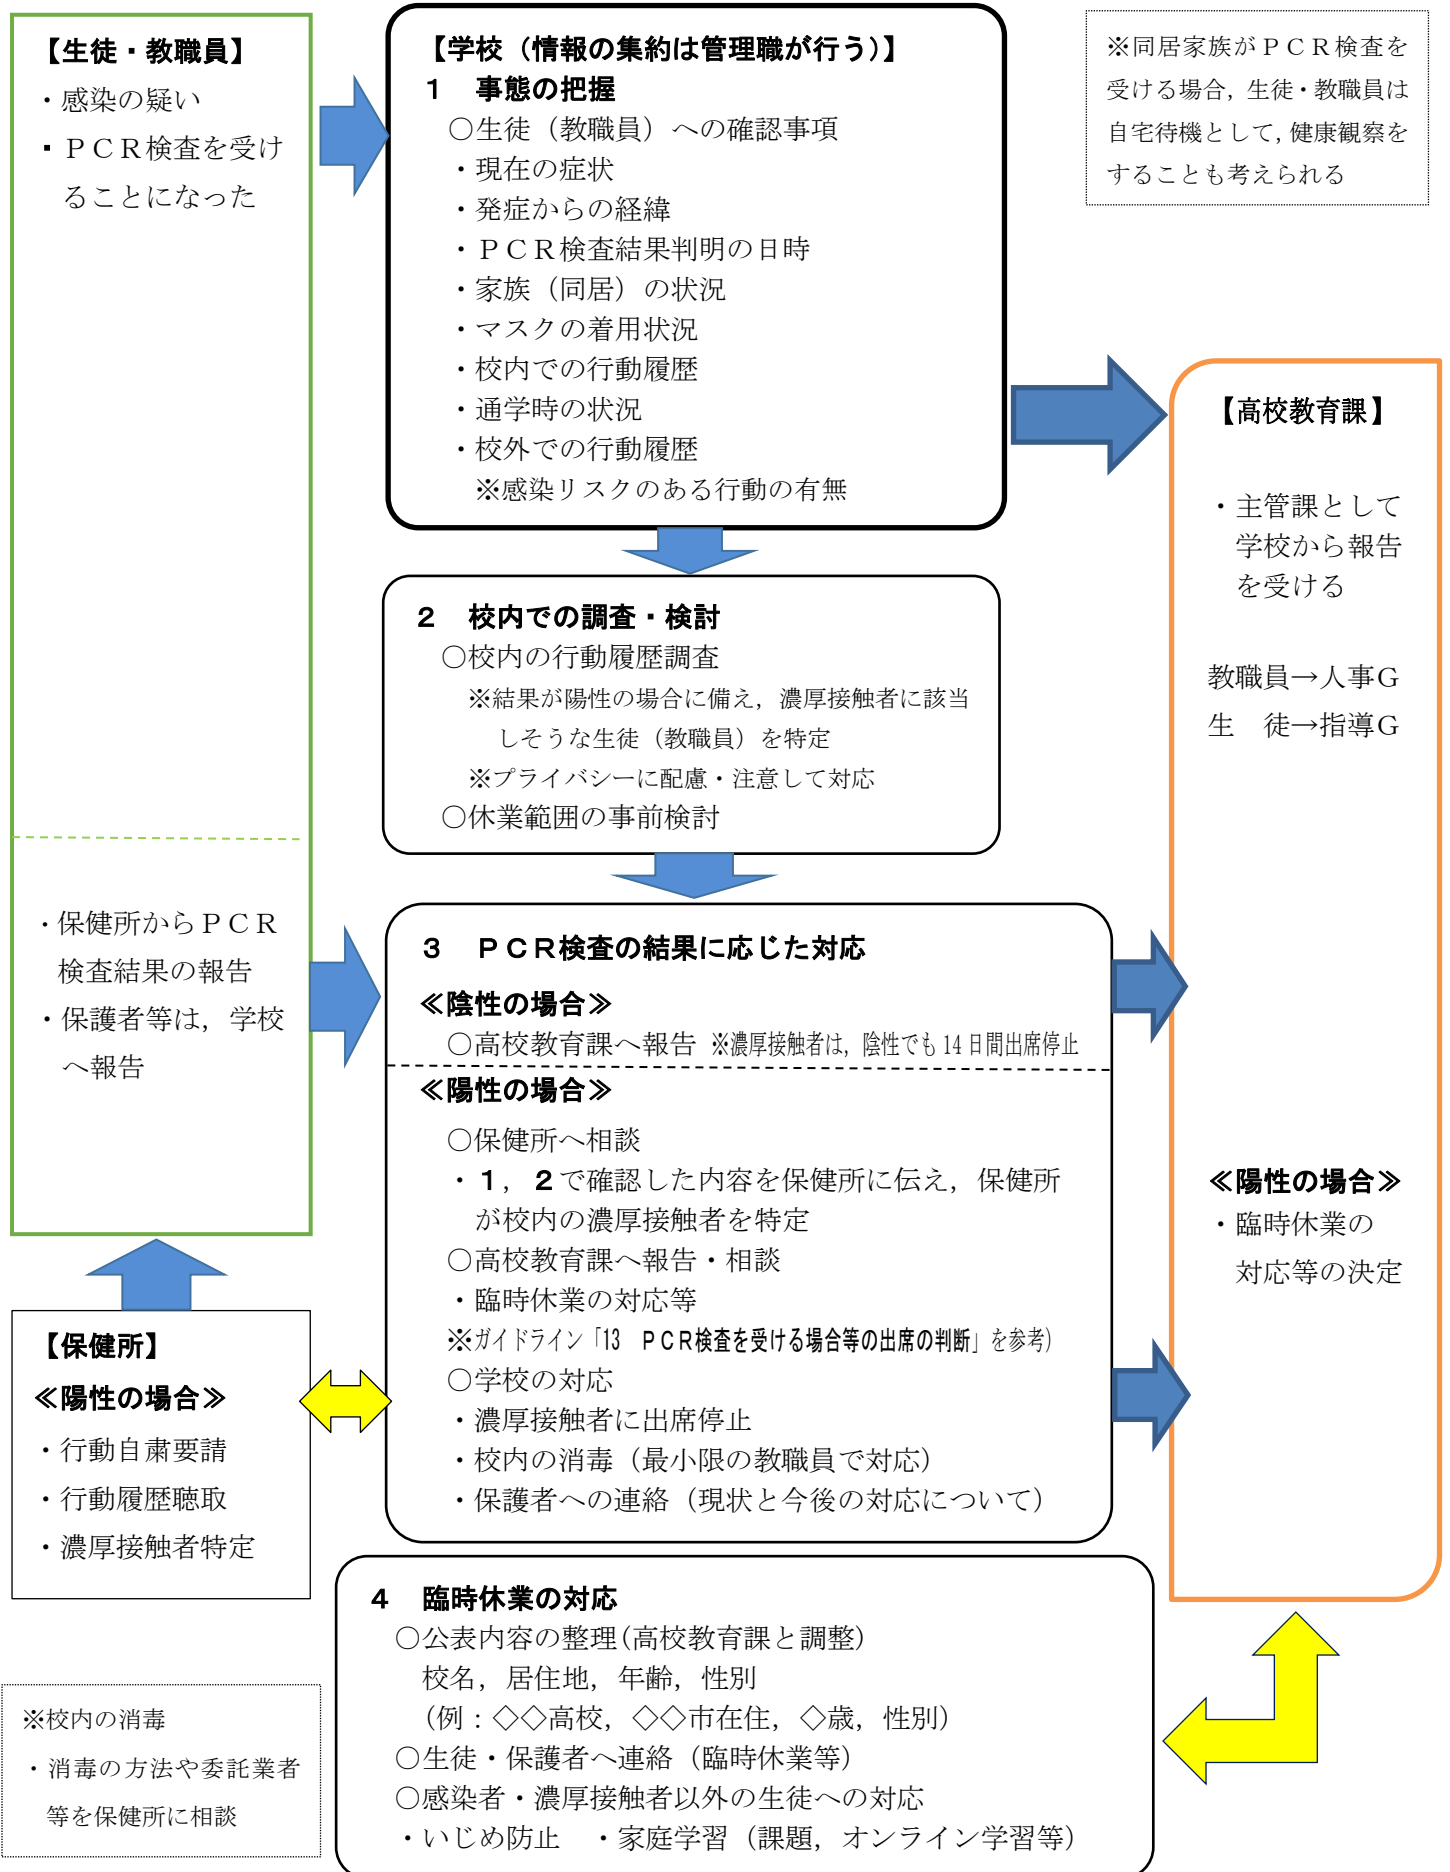 【生徒・教職員】
・感染の疑い
・ＰＣＲ検査を受け
ることになった
・保健所からＰＣＲ
検査結果の報告
・保護者等は，学校
へ報告
【保健所】
≪陽性の場合≫
・行動自粛要請
・行動履歴聴取
・濃厚接触者特定
※校内の消毒
・消毒の方法や委託業者
等を保健所に相談
【学校（情報の集約は管理職が行う）】
１　事態の把握
○生徒（教職員）への確認事項
・現在の症状
・発症からの経緯
・ＰＣＲ検査結果判明の日時
・家族（同居）の状況
・マスクの着用状況
・校内での行動履歴
・通学時の状況
・校外での行動履歴
※感染リスクのある行動の有無
２　校内での調査・検討
○校内の行動履歴調査
※結果が陽性の場合に備え，濃厚接触者に該当
しそうな生徒（教職員）を特定
※プライバシーに配慮・注意して対応
○休業範囲の事前検討
３　ＰＣＲ検査の結果に応じた対応
≪陰性の場合≫
○高校教育課へ報告 ※濃厚接触者は，陰性でも 14 日間出席停止
≪陽性の場合≫
○保健所へ相談
・１，２で確認した内容を保健所に伝え，保健所
が校内の濃厚接触者を特定
○高校教育課へ報告・相談
・臨時休業の対応等
※ガイドライン「13　ＰＣＲ検査を受ける場合等の出席の判断」を参考)
○学校の対応
・濃厚接触者に出席停止
・校内の消毒（最小限の教職員で対応）
・保護者への連絡（現状と今後の対応について）
４　臨時休業の対応
○公表内容の整理(高校教育課と調整)
校名，居住地，年齢，性別
（例：◇◇高校，◇◇市在住，◇歳，性別）
○生徒・保護者へ連絡（臨時休業等）
○感染者・濃厚接触者以外の生徒への対応
・いじめ防止　・家庭学習（課題，オンライン学習等）
※同居家族がＰＣＲ検査を
受ける場合，生徒・教職員は
自宅待機として，健康観察を
することも考えられる
【高校教育課】
・主管課として
学校から報告
を受ける
教職員→人事Ｇ
生　徒→指導Ｇ
≪陽性の場合≫
・臨時休業の
対応等の決定